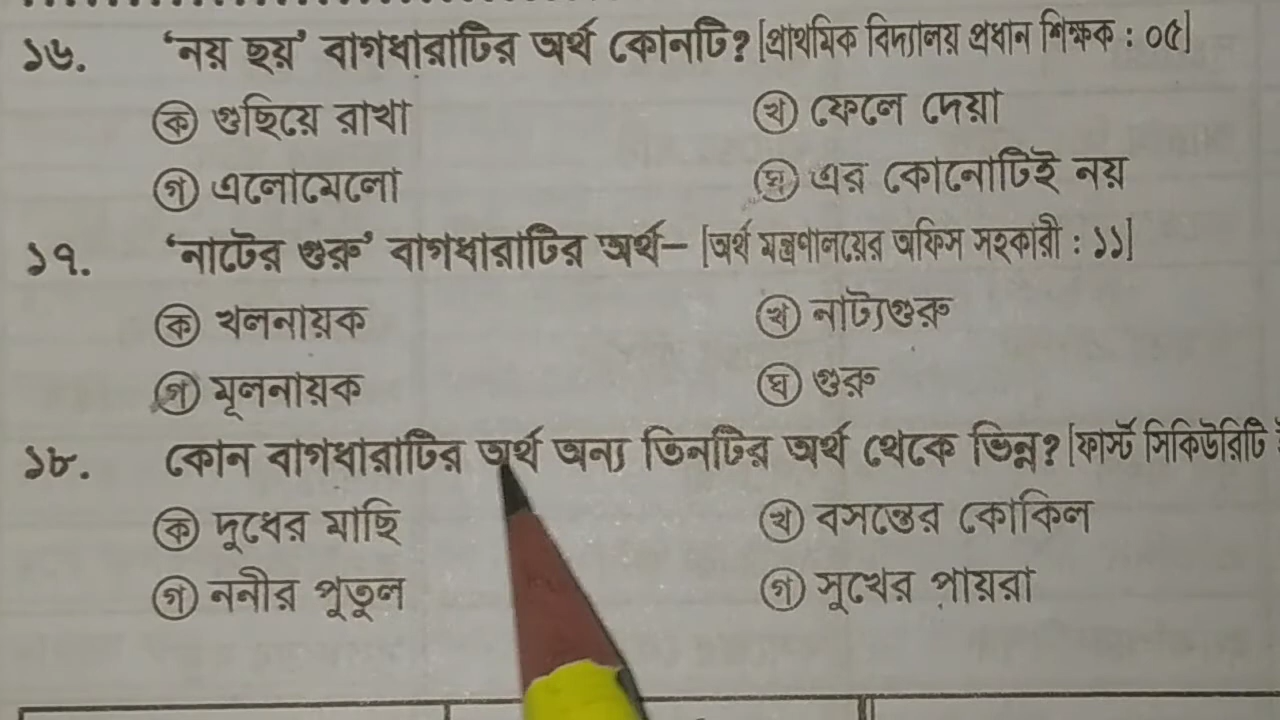 ১৬. ‘নয় ছয়’ বাগধারাটির অর্থ কোনটি? [প্রাথমিক বিদ্যালয় প্রধান শিক্ষক : ০৫]
ক গুছিয়ে রাখা খ ফেলে দেয়া
গ এলোমেলো ঘ এর কোনোটিই নয়
১৭. ‘নাটের গুরু’ বাগধারাটির অর্থ– [অর্থ মন্ত্রণালয়ের অফিস সহকারী : ১১]
ক খলনায়ক খ নাট্যগুরু
গ মূলনায়ক ঘ গুরু
১৮. কোন বাগধারাটির অর্থ অন্য তিনটির অর্থ থেকে ভিন্ন? [ফার্স্ট সিকিউরিটি
ক দুধের মাছি খ বসন্তের কোকিল
গ ননীর পুতুল গ সুখের পায়রা